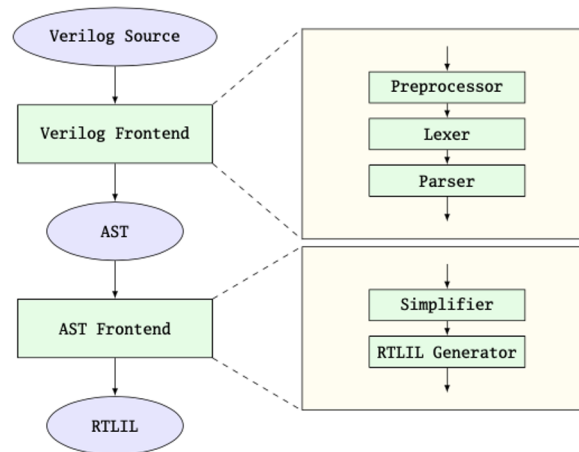 Verilog Source
Verilog Frontend
AST
AST Frontend
RTLIL
Preprocessor
Lexer
Parser
Simplifier
RTLIL Generator